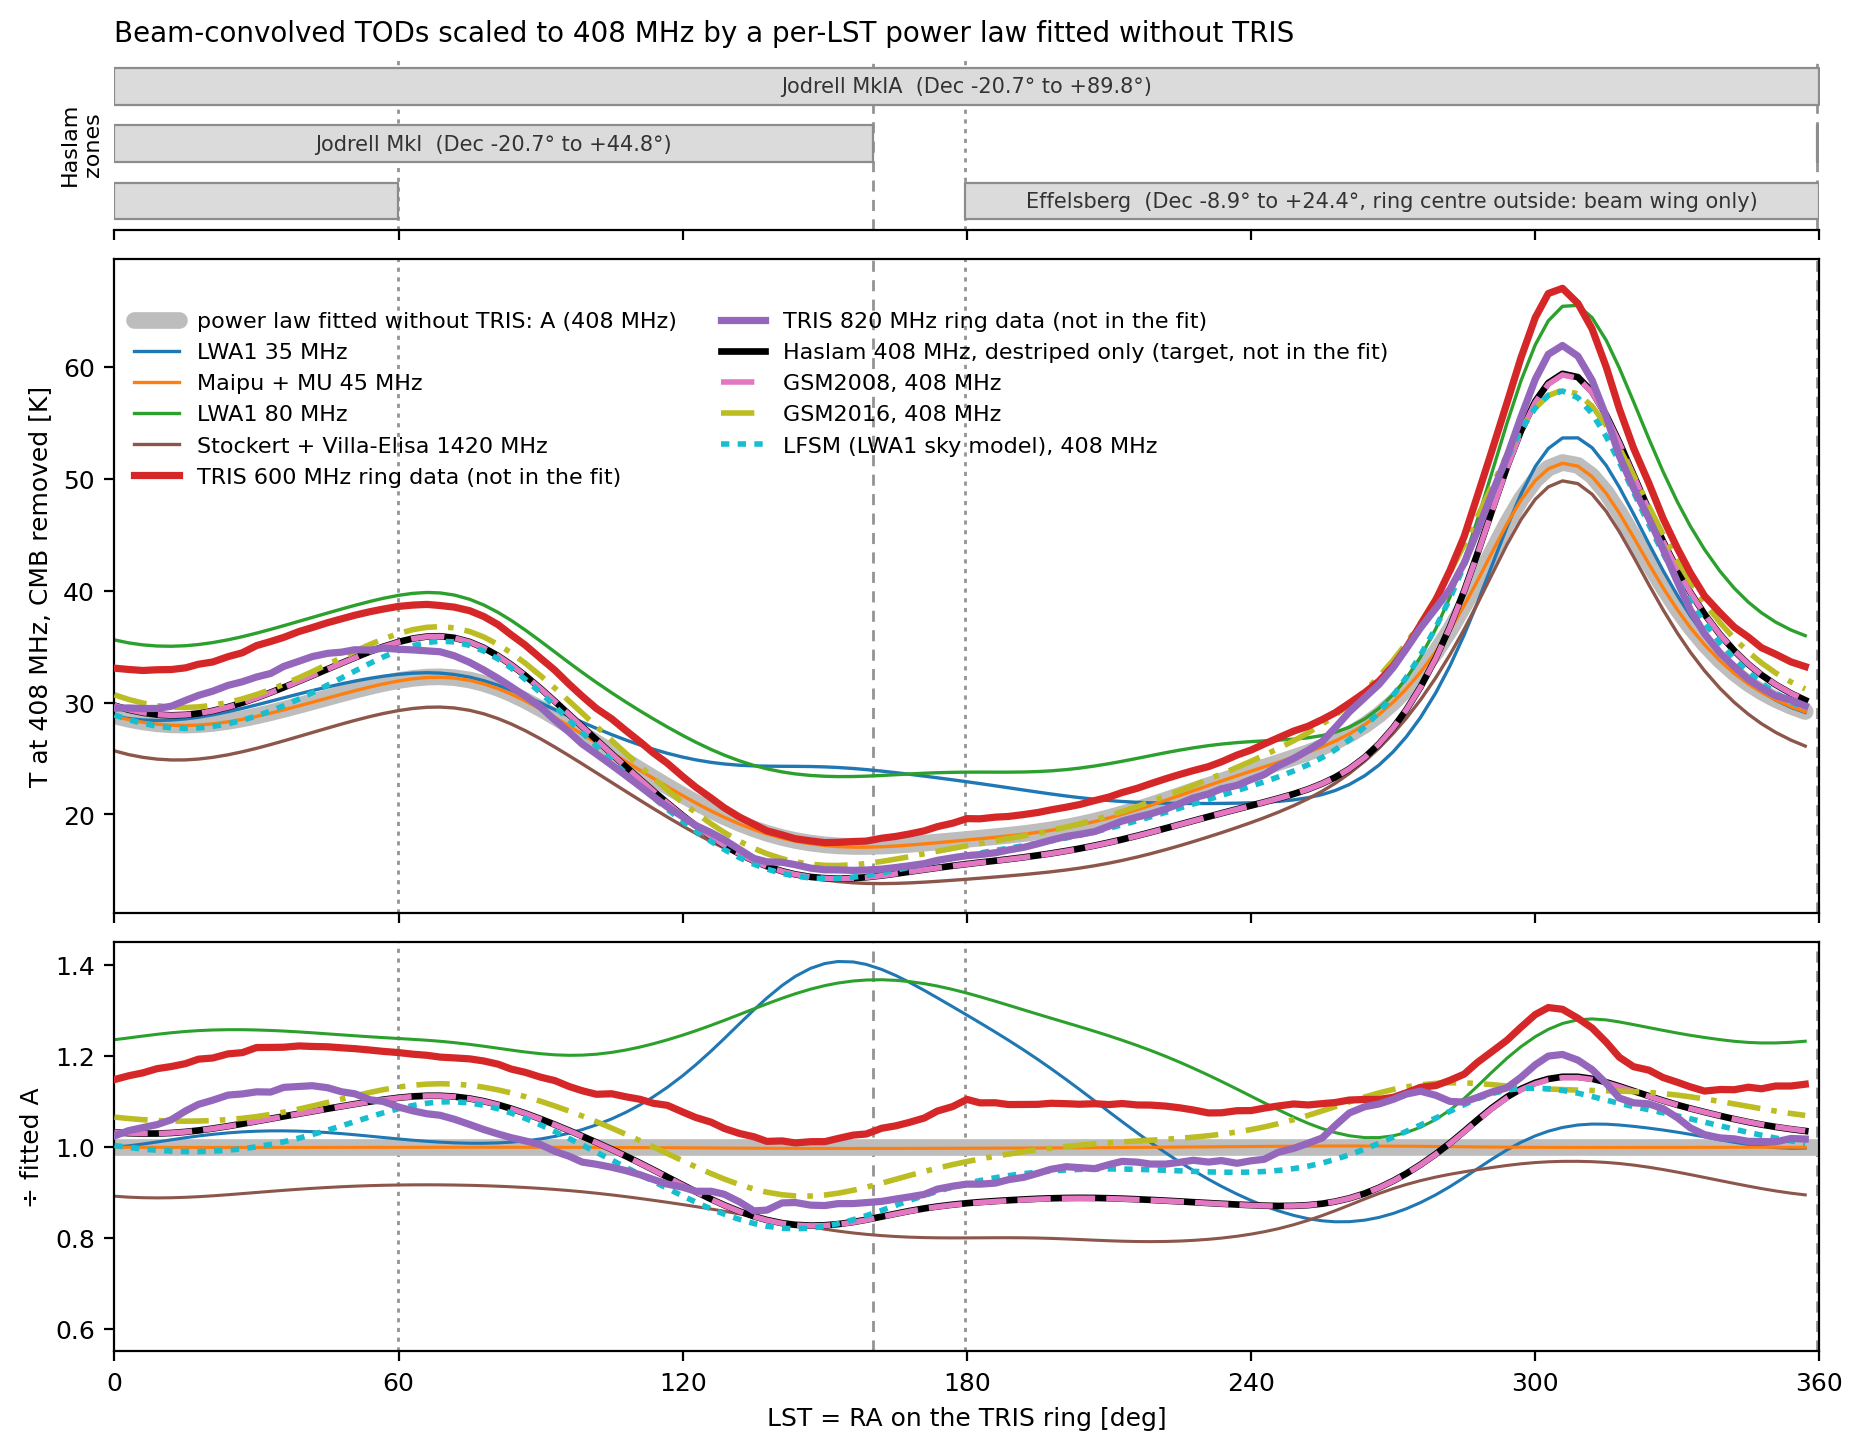 Beam-convolved TODs scaled to 408 MHz by a per-LST power law fitted without TRIS
Haslam
zones
Jodrell MkIA  (Dec -20.7° to +89.8°)
Jodrell MkI  (Dec -20.7° to +44.8°)
Effelsberg  (Dec -8.9° to +24.4°, ring centre outside: beam wing only)
T at 408 MHz, CMB removed [K]
60
50
40
30
20
power law fitted without TRIS: A (408 MHz)
LWA1 35 MHz
Maipu + MU 45 MHz
LWA1 80 MHz
Stockert + Villa-Elisa 1420 MHz
TRIS 600 MHz ring data (not in the fit)
TRIS 820 MHz ring data (not in the fit)
Haslam 408 MHz, destriped only (target, not in the fit)
GSM2008, 408 MHz
GSM2016, 408 MHz
LFSM (LWA1 sky model), 408 MHz
÷ fitted A
1.4
1.2
1.0
0.8
0.6
0 60 120 180 240 300 360
LST = RA on the TRIS ring [deg]